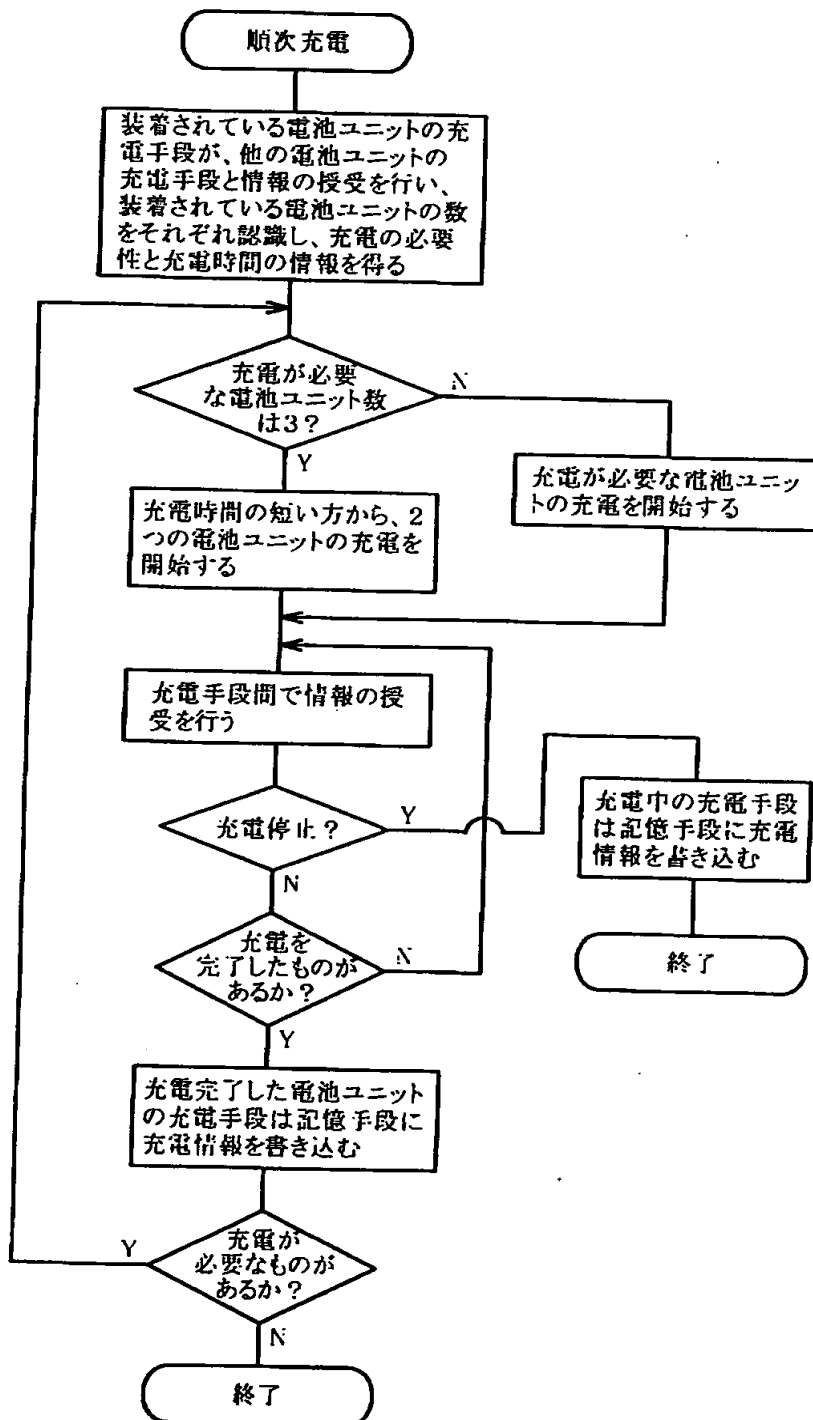 順次充電
装着されている電池ユニットの充
電手段が、他の電池ユニットの
充電手段と情報の授受を行い、
装着されている電池ユニットの数
をそれぞれ認識し、充電の必要
性と充電時間の情報を得る
充電が必要
な電池ユニット数
は3?
N
Y
充電が必要な電池ユニッ
トの充電を開始する
充電時間の短い方から、2
つの電池ユニットの充電を
開始する
充電手段間で情報の授
受を行う
充電停止?
Y
N
充電中の充電手段
は記憶手段に充電
情報を書き込む
終了
充電を
完了したものが
あるか?
N
Y
充電完了した電池ユニット
の充電手段は記憶手段に
充電情報を書き込む
充電が
必要なものが
あるか?
Y
N
終了